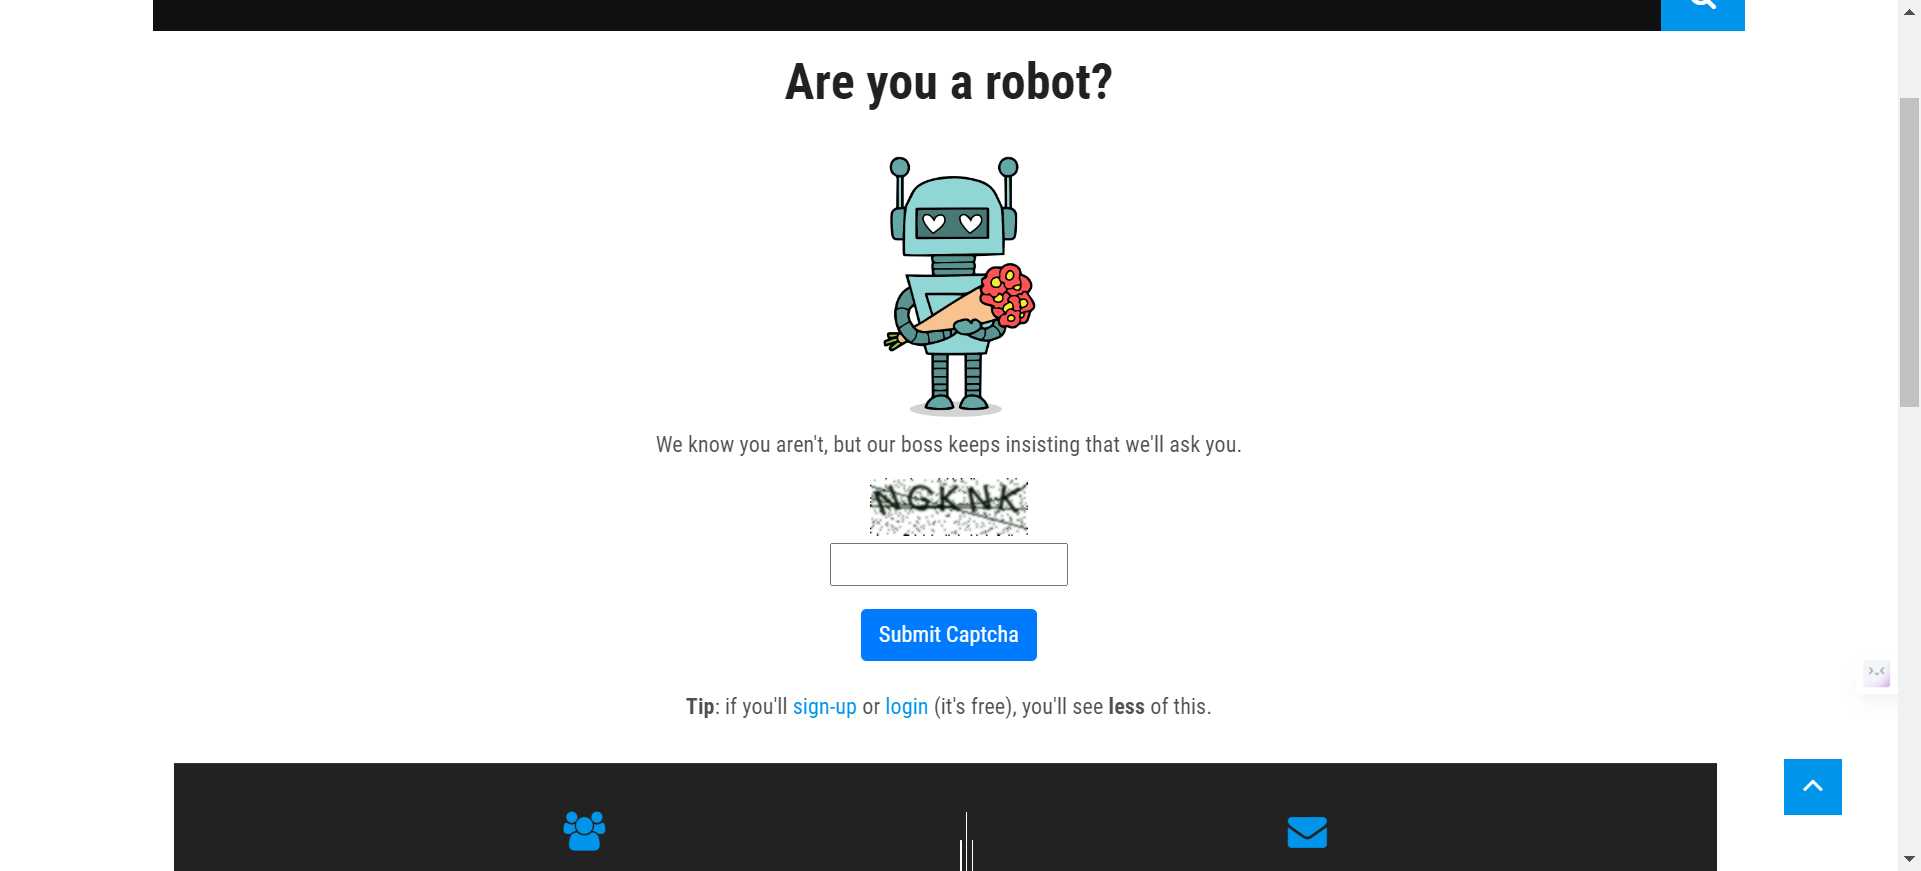 Are you a robot?
We know you aren't, but our boss keeps insisting that we'll ask you.
NGKNK
Submit Captcha
Tip: if you'll sign-up or login (it's free), you'll see less of this.